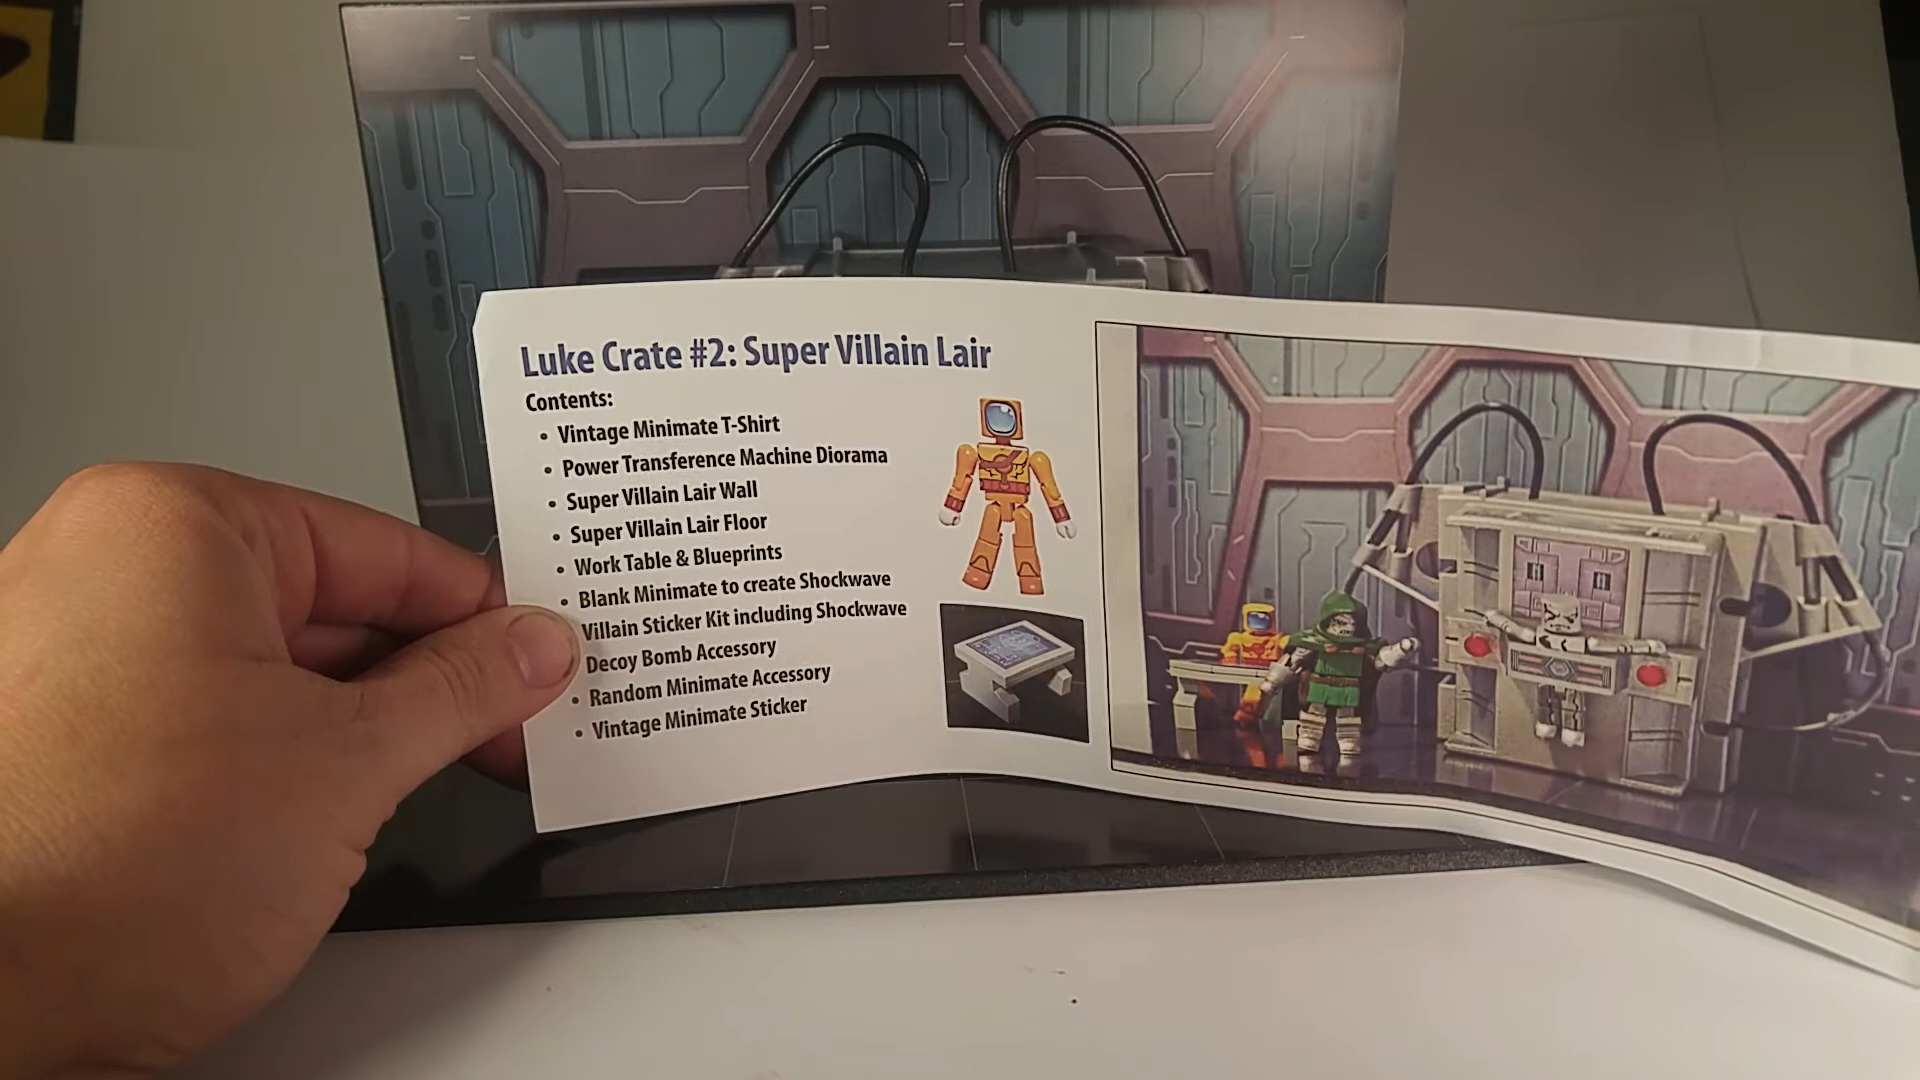 Luke Crate #2: Super Villain Lair
Contents:
• Vintage Minimate T-Shirt
• Power Transference Machine Diorama
• Super Villain Lair Wall
• Super Villain Lair Floor
• Work Table & Blueprints
• Blank Minimate to create Shockwave
Villain Sticker Kit including Shockwave
Decoy Bomb Accessory
• Random Minimate Accessory
• Vintage Minimate Sticker